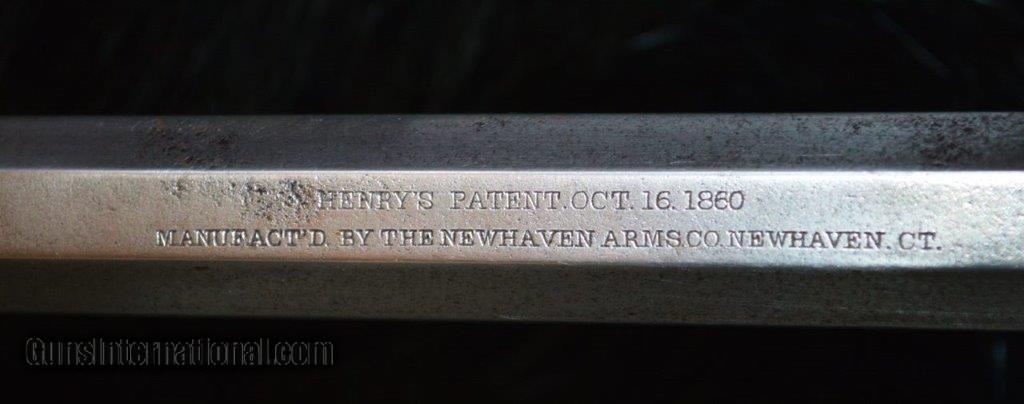 HENRY'S PATENT. OCT. 16. 1860
MANUFACT'D. BY THE NEWHAVEN ARMS.CO. NEWHAVEN. CT.
GunsInternational.com